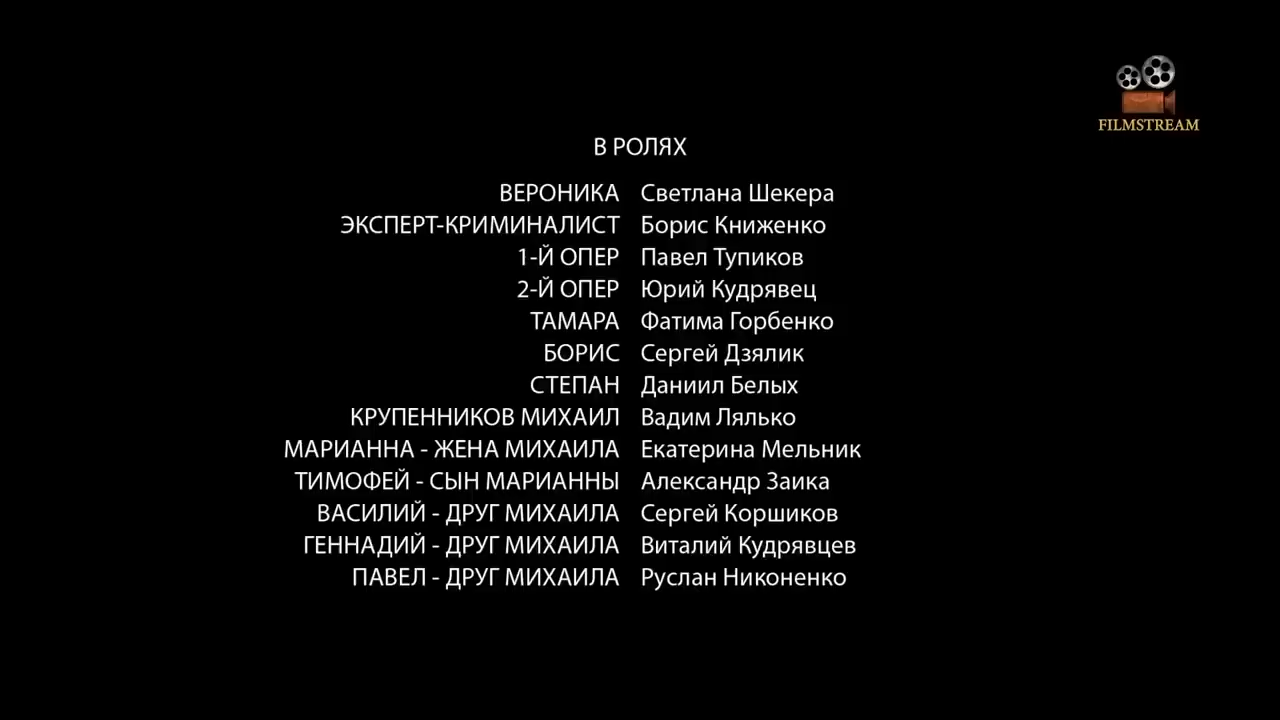 FILMSTREAM
В РОЛЯХ
ВЕРОНИКА Светлана Шекера
ЭКСПЕРТ-КРИМИНАЛИСТ Борис Книженко
1-Й ОПЕР Павел Тупиков
2-Й ОПЕР Юрий Кудрявец
ТАМАРА Фатима Горбенко
БОРИС Сергей Дзялик
СТЕПАН Даниил Белых
КРУПЕННИКОВ МИХАИЛ Вадим Лялько
МАРИАННА - ЖЕНА МИХАИЛА Екатерина Мельник
ТИМОФЕЙ - СЫН МАРИАННЫ Александр Заика
ВАСИЛИЙ - ДРУГ МИХАИЛА Сергей Коршиков
ГЕННАДИЙ - ДРУГ МИХАИЛА Виталий Кудрявцев
ПАВЕЛ - ДРУГ МИХАИЛА Руслан Никоненко